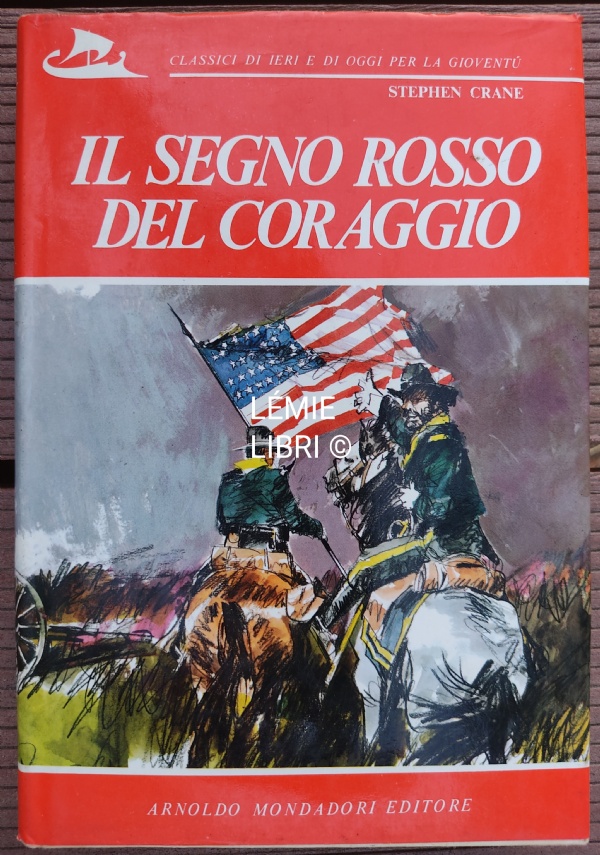 CLASSICI DI IERI E DI OGGI PER LA GIOVENTÙ
STEPHEN CRANE
IL SEGNO ROSSO
DEL CORAGGIO
LÉMIE
LIBRI ©
ARNOLDO MONDADORI EDITORE